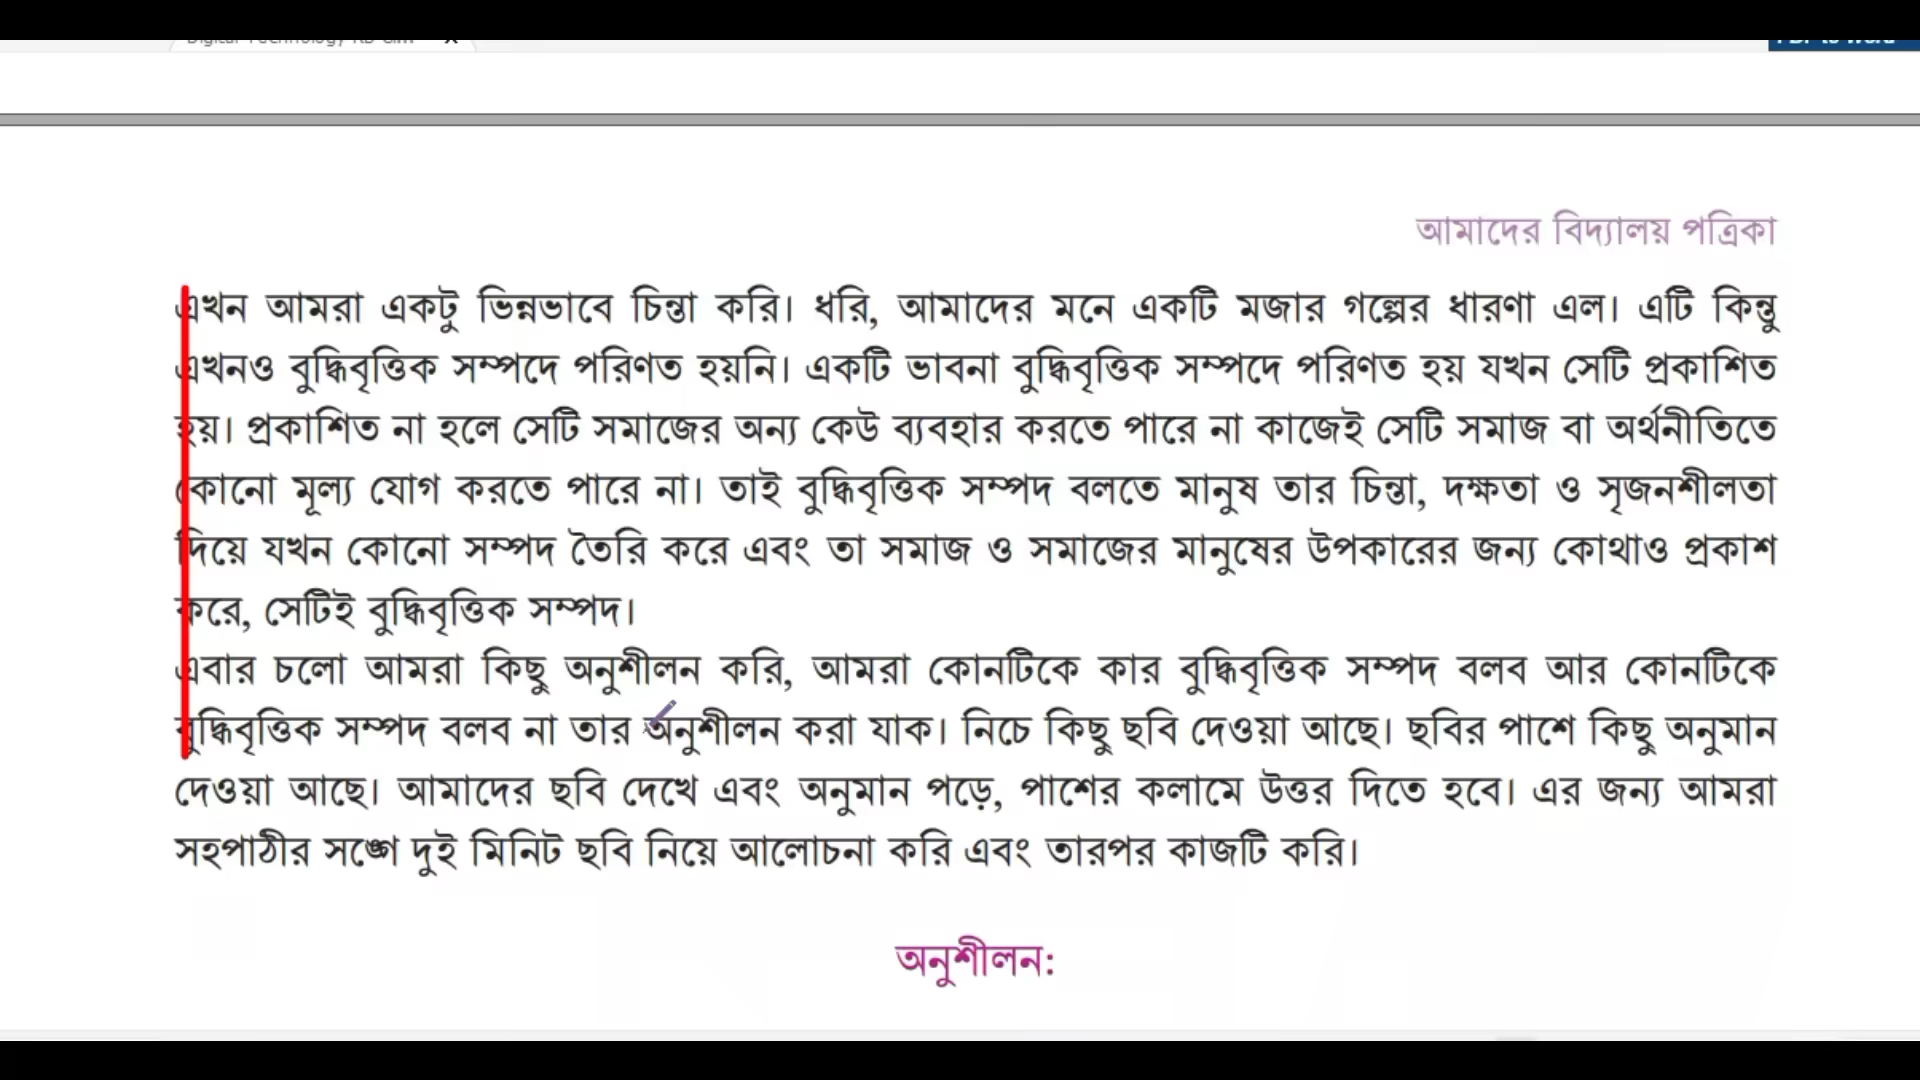 আমাদের বিদ্যালয় পত্রিকা
এখন আমরা একটু ভিন্নভাবে চিন্তা করি। ধরি, আমাদের মনে একটি মজার গল্পের ধারণা এল। এটি কিন্তু
এখনও বুদ্ধিবৃত্তিক সম্পদে পরিণত হয়নি। একটি ভাবনা বুদ্ধিবৃত্তিক সম্পদে পরিণত হয় যখন সেটি প্রকাশিত
হয়। প্রকাশিত না হলে সেটি সমাজের অন্য কেউ ব্যবহার করতে পারে না কাজেই সেটি সমাজ বা অর্থনীতিতে
কোনো মূল্য যোগ করতে পারে না। তাই বুদ্ধিবৃত্তিক সম্পদ বলতে মানুষ তার চিন্তা, দক্ষতা ও সৃজনশীলতা
দিয়ে যখন কোনো সম্পদ তৈরি করে এবং তা সমাজ ও সমাজের মানুষের উপকারের জন্য কোথাও প্রকাশ
করে, সেটিই বুদ্ধিবৃত্তিক সম্পদ।
এবার চলো আমরা কিছু অনুশীলন করি, আমরা কোনটিকে কার বুদ্ধিবৃত্তিক সম্পদ বলব আর কোনটিকে
বুদ্ধিবৃত্তিক সম্পদ বলব না তার অনুশীলন করা যাক। নিচে কিছু ছবি দেওয়া আছে। ছবির পাশে কিছু অনুমান
দেওয়া আছে। আমাদের ছবি দেখে এবং অনুমান পড়ে, পাশের কলামে উত্তর দিতে হবে। এর জন্য আমরা
সহপাঠীর সঙ্গে দুই মিনিট ছবি নিয়ে আলোচনা করি এবং তারপর কাজটি করি।
অনুশীলন: